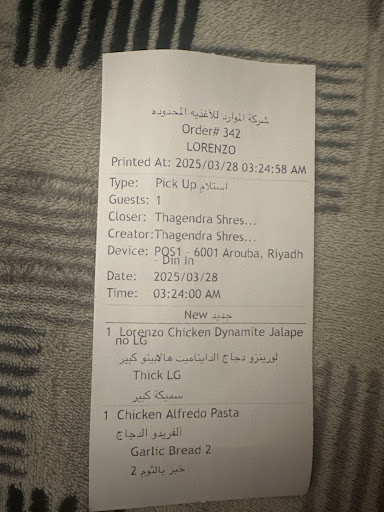 شركة الموارد للأغذيه المحدوده
Order# 342
LORENZO
Printed At: 2025/03/28 03:24:58 AM
Type: Pick Up استلام
Guests: 1
Closer: Thagendra Shres...
Creator:Thagendra Shres...
Device: POS1 - 6001 Arouba, Riyadh
- Din In
Date: 2025/03/28
Time: 03:24:00 AM
New جديد
1 Lorenzo Chicken Dynamite Jalape
no LG
لورينزو دجاج الدايناميت هالابينو كبير
Thick LG
سميكة كبير
1 Chicken Alfredo Pasta
الفريدو الدجاج
Garlic Bread 2
خبز بالثوم 2